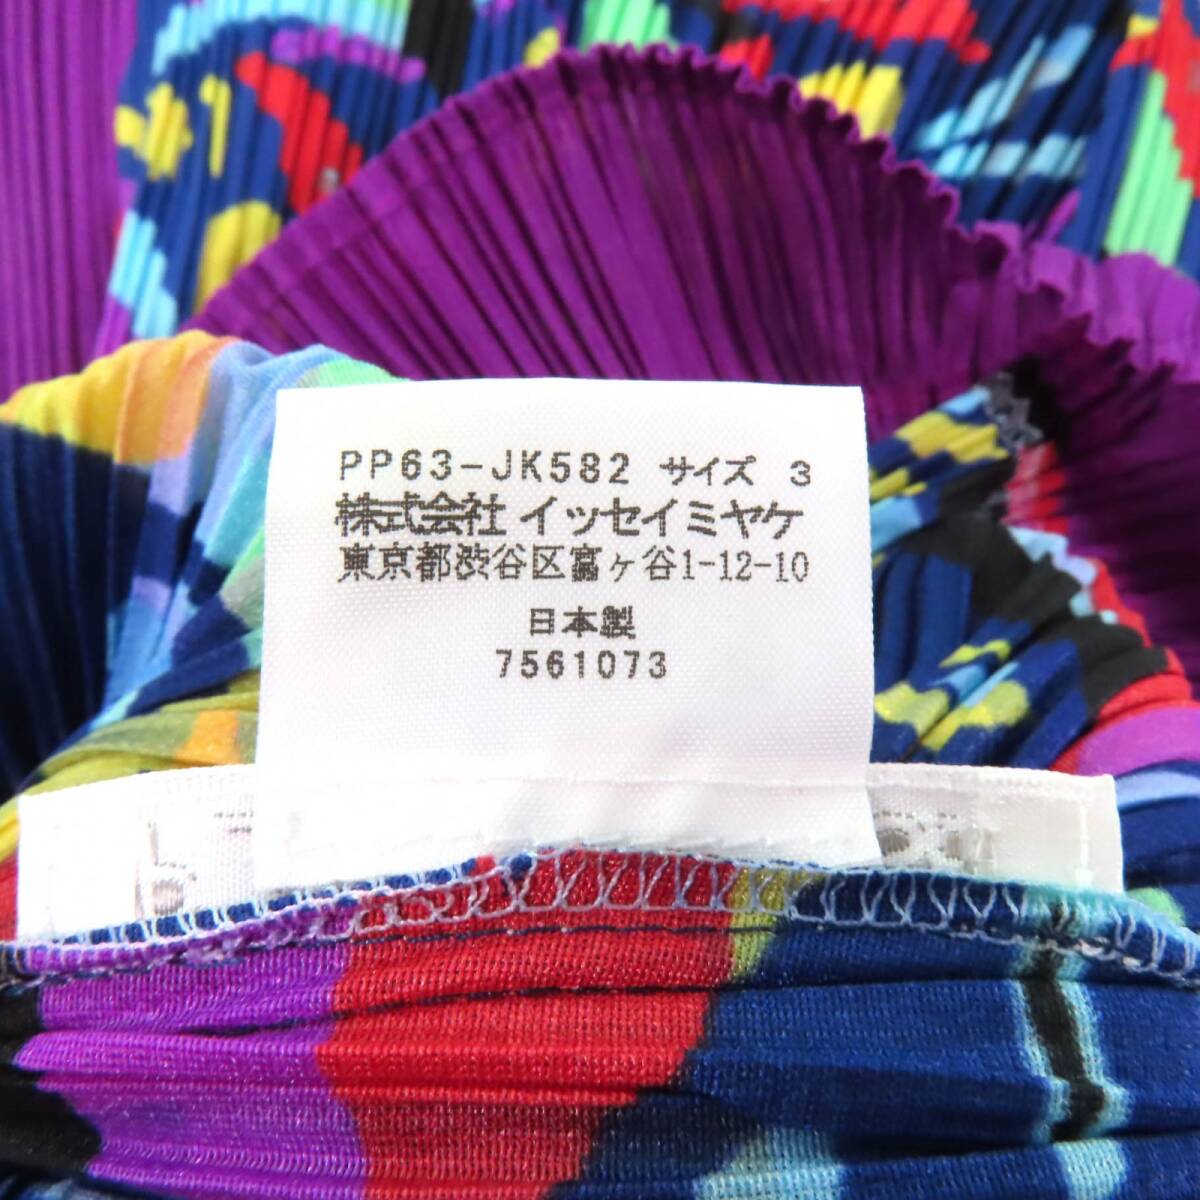 PP63-JK582 サイズ 3
株式会社 イッセイミヤケ
東京都渋谷区富ヶ谷1-12-10
日本製
7561073